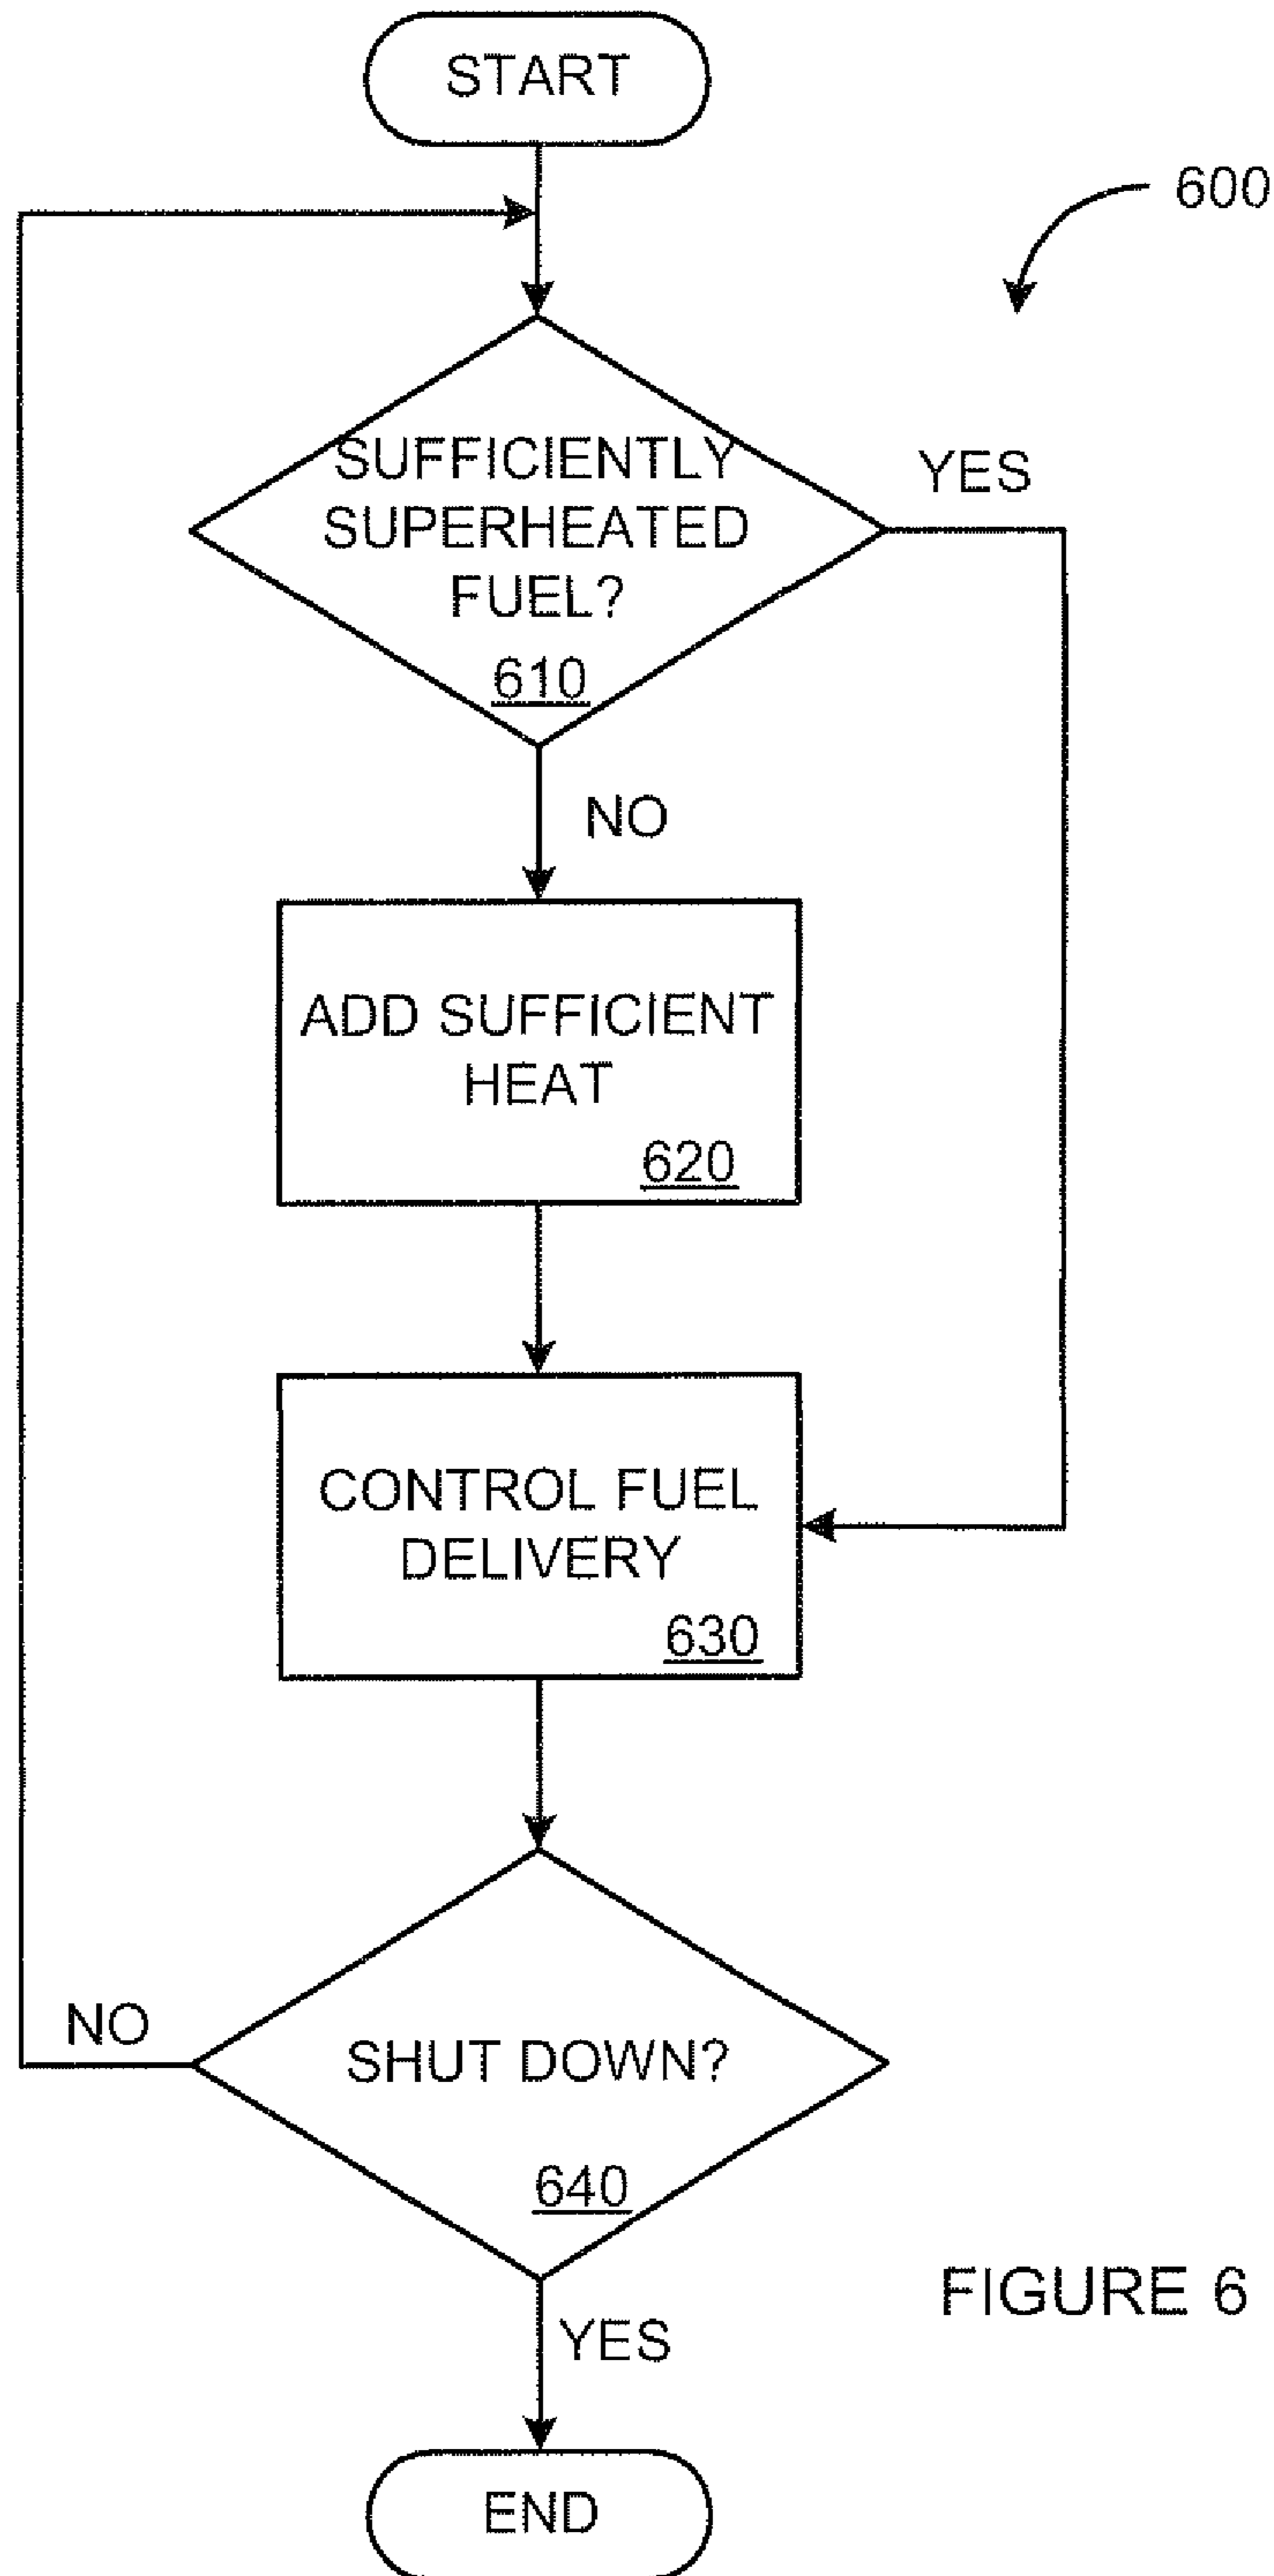 START
600
SUFFICIENTLY
SUPERHEATED
FUEL?
610
YES
NO
ADD SUFFICIENT
HEAT
620
CONTROL FUEL
DELIVERY
630
NO
SHUT DOWN?
640
YES
FIGURE 6
END